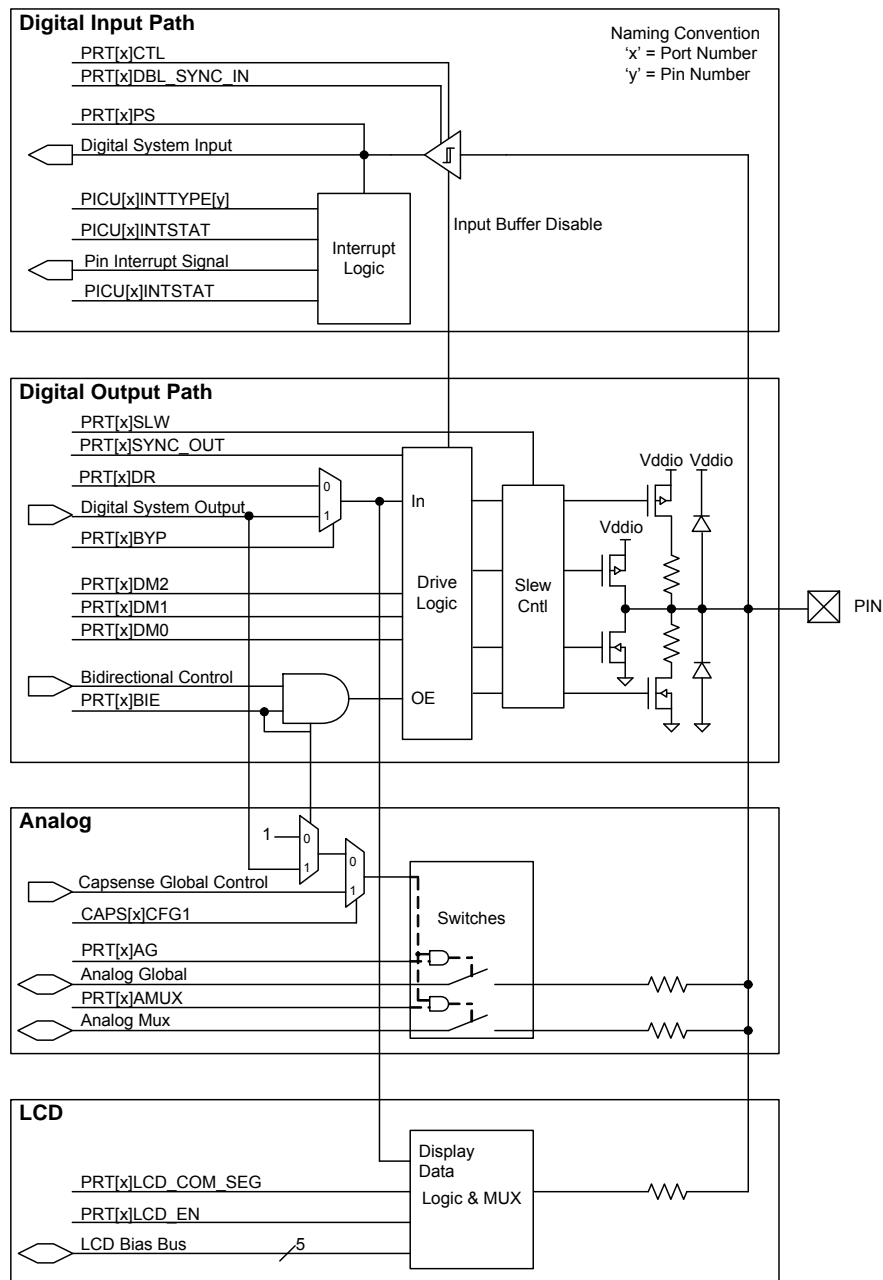 Digital Input Path
Naming Convention
‘x’ = Port Number
‘y’ = Pin Number
PRT[x]CTL
PRT[x]DBL_SYNC_IN
PRT[x]PS
Digital System Input
PICU[x]INTTYPE[y]
PICU[x]INTSTAT
Pin Interrupt Signal
PICU[x]INTSTAT
Interrupt
Logic
Input Buffer Disable
Digital Output Path
PRT[x]SLW
PRT[x]SYNC_OUT
PRT[x]DR
Digital System Output
PRT[x]BYP
0
1
PRT[x]DM2
PRT[x]DM1
PRT[x]DM0
Bidirectional Control
PRT[x]BIE
In
Drive
Logic
OE
Slew
Cntl
Vddio Vddio
Vddio
PIN
Analog
1
0
1
0
1
Capsense Global Control
CAPS[x]CFG1
Switches
PRT[x]AG
Analog Global
PRT[x]AMUX
Analog Mux
LCD
Display
Data
Logic & MUX
PRT[x]LCD_COM_SEG
PRT[x]LCD_EN
LCD Bias Bus
5